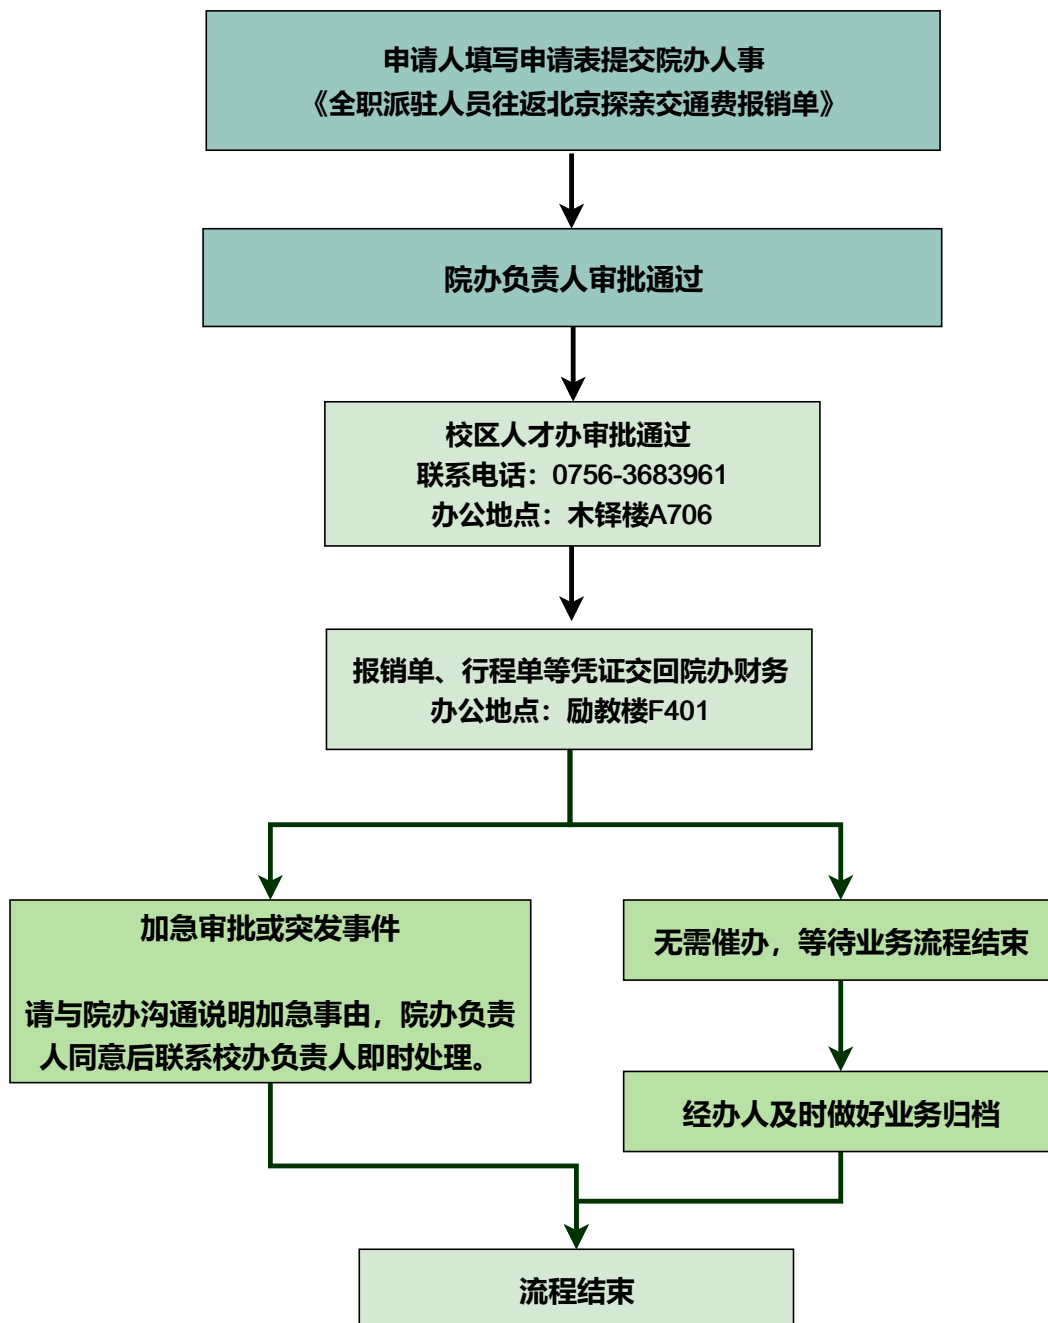 申请人填写申请表提交院办人事
《全职派驻人员往返北京探亲交通费报销单》
院办负责人审批通过
校区人才办审批通过
联系电话：0756-3683961
办公地点：木铎楼A706
报销单、行程单等凭证交回院办财务
办公地点：励教楼F401
加急审批或突发事件
请与院办沟通说明加急事由，院办负责
人同意后联系校办负责人即时处理。
无需催办，等待业务流程结束
经办人及时做好业务归档
流程结束